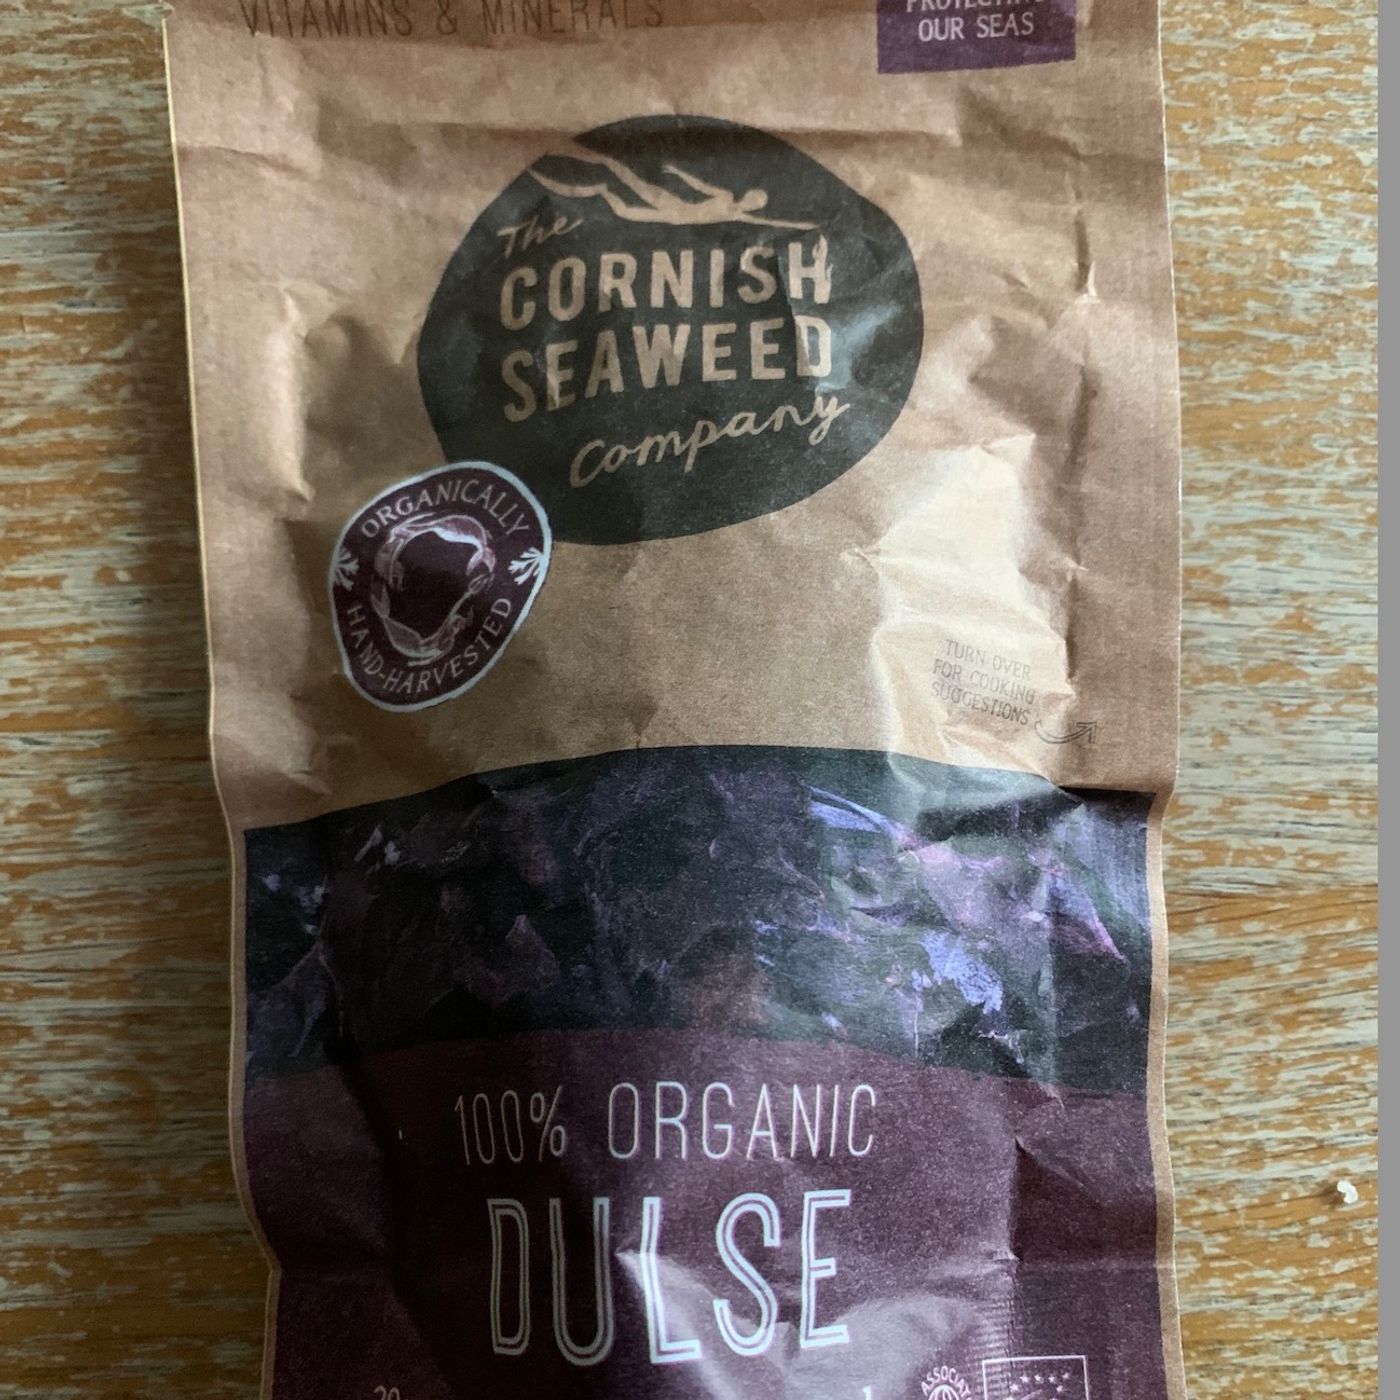 VITAMINS & MINERALS
PROTECTING
OUR SEAS
The
CORNISH
SEAWEED
Company
ORGANICALLY
HAND-HARVESTED
TURN OVER
FOR COOKING
SUGGESTIONS
100% ORGANIC
DULSE